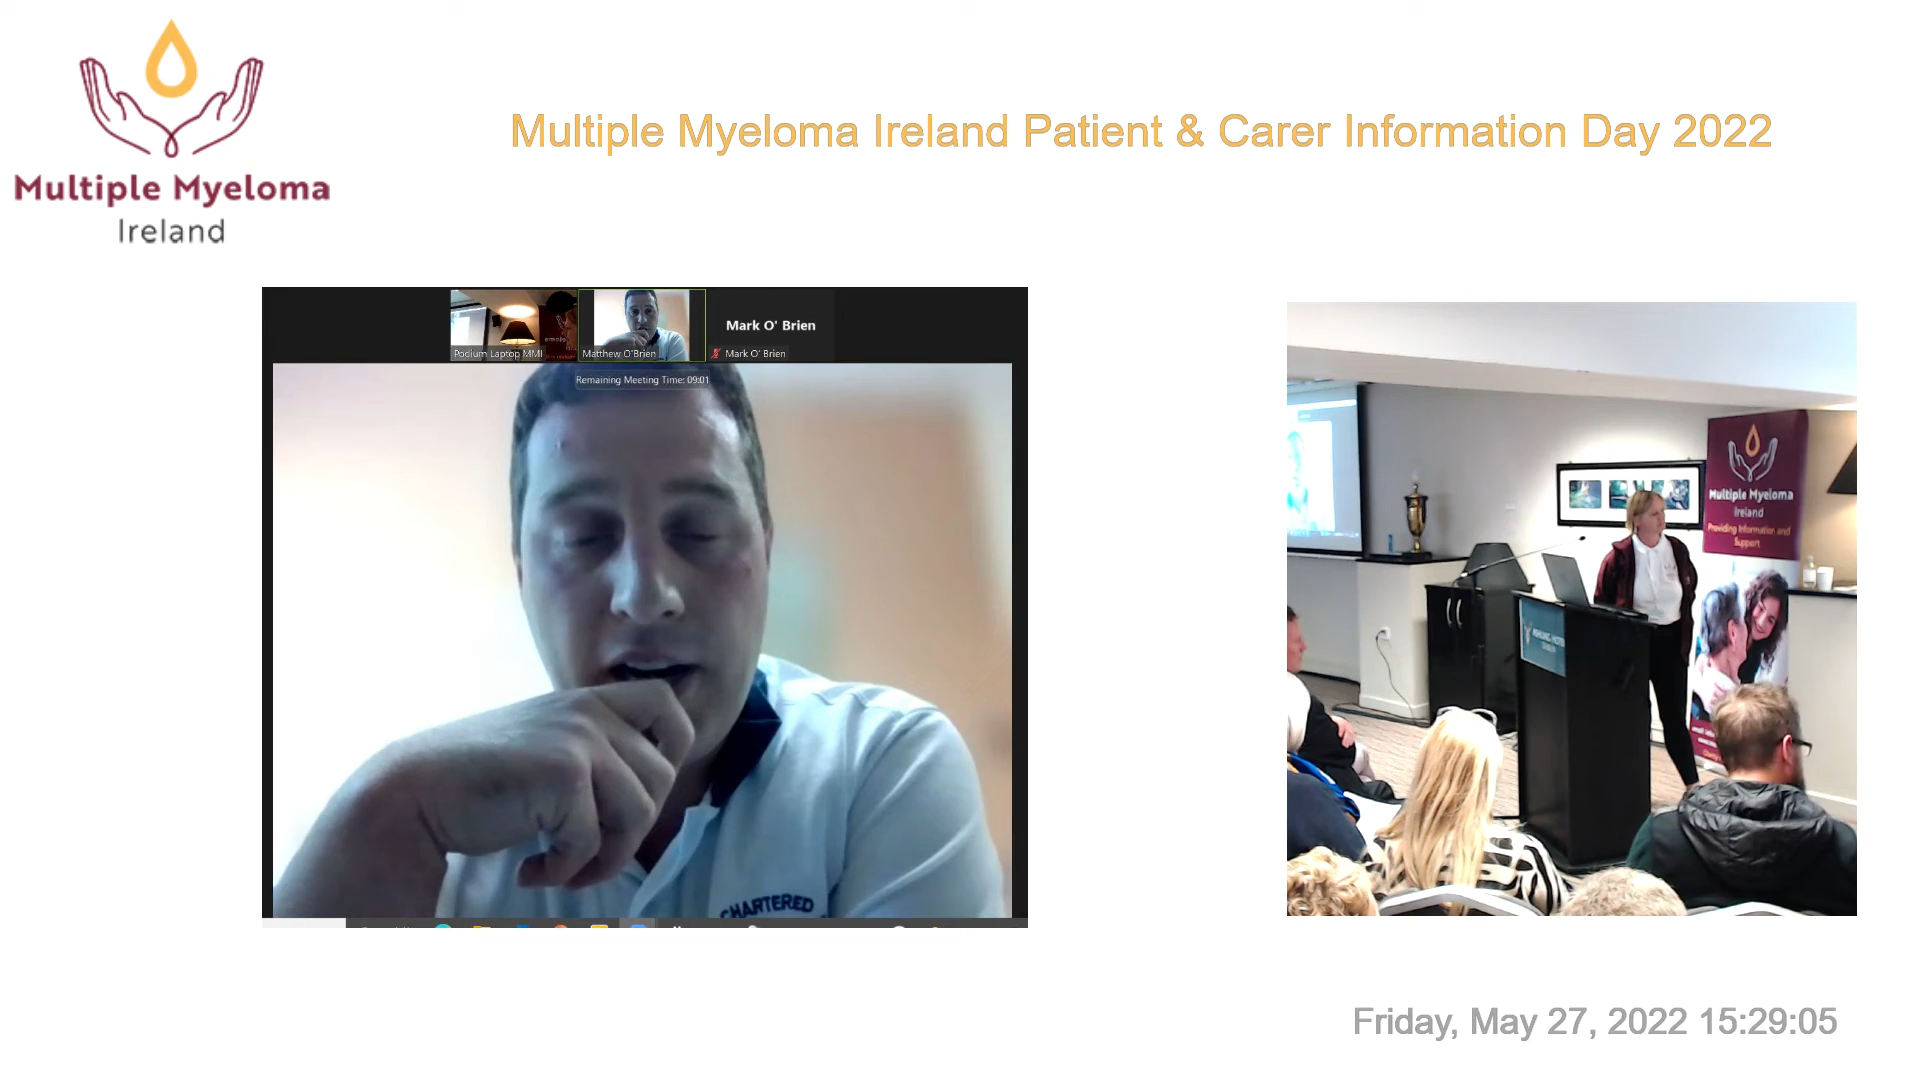 Multiple Myeloma
Ireland
Multiple Myeloma Ireland Patient & Carer Information Day 2022
Mark O' Brien
Podium Laptop MMI
Matthew O'Brien
Mark O' Brien
Remaining Meeting Time: 09:01
CHARTERED
Multiple Myeloma
Ireland
Providing Information and
Support
Friday, May 27, 2022 15:29:05